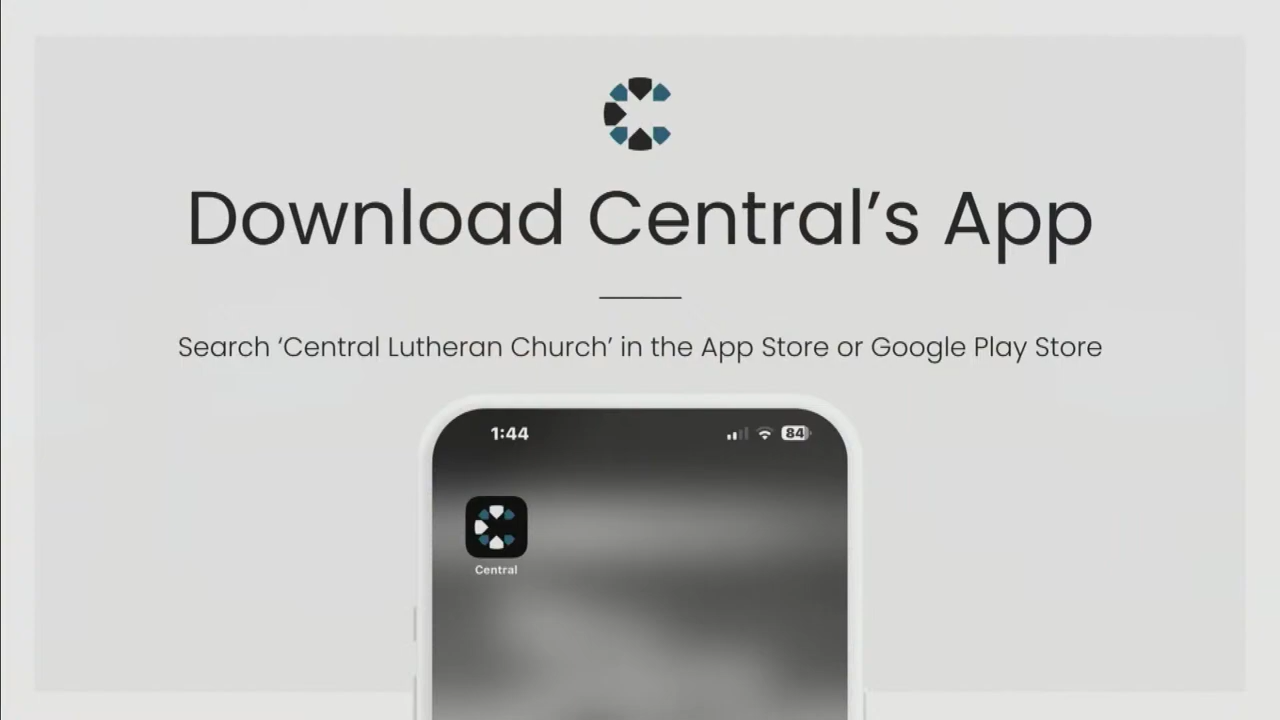 Download Central’s App
Search ‘Central Lutheran Church’ in the App Store or Google Play Store
1:44
84
Central